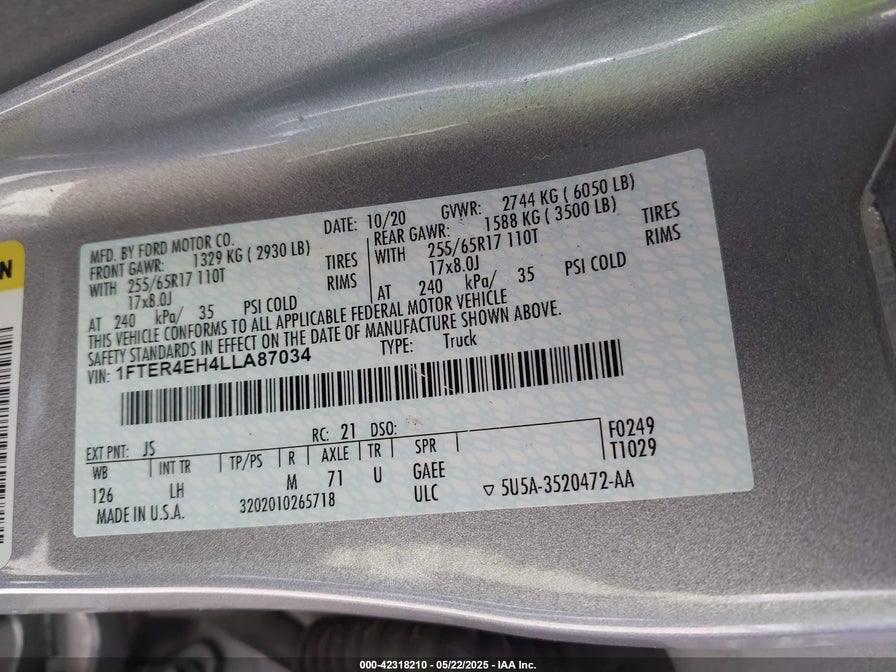 MFD. BY FORD MOTOR CO.
DATE: 10/20 GVWR: 2744 KG ( 6050 LB)
FRONT GAWR: 1329 KG ( 2930 LB)
WITH 255/65R17 110T TIRES
17x8.0J RIMS
AT 240 kPa/ 35 PSI COLD
REAR GAWR: 1588 KG ( 3500 LB)
WITH 255/65R17 110T TIRES
17x8.0J RIMS
AT 240 kPa/ 35 PSI COLD
THIS VEHICLE CONFORMS TO ALL APPLICABLE FEDERAL MOTOR VEHICLE
SAFETY STANDARDS IN EFFECT ON THE DATE OF MANUFACTURE SHOWN ABOVE.
VIN: 1FTER4EH4LLA87034 TYPE: Truck
EXT PNT: JS RC: 21 DSO:
WB INT TR TP/PS R AXLE TR SPR
126 LH M 71 U GAEE
ULC
F0249
T1029
MADE IN U.S.A. 3202010265718 ▽ 5U5A-3520472-AA
N
000-42318210 - 05/22/2025 - IAA Inc.